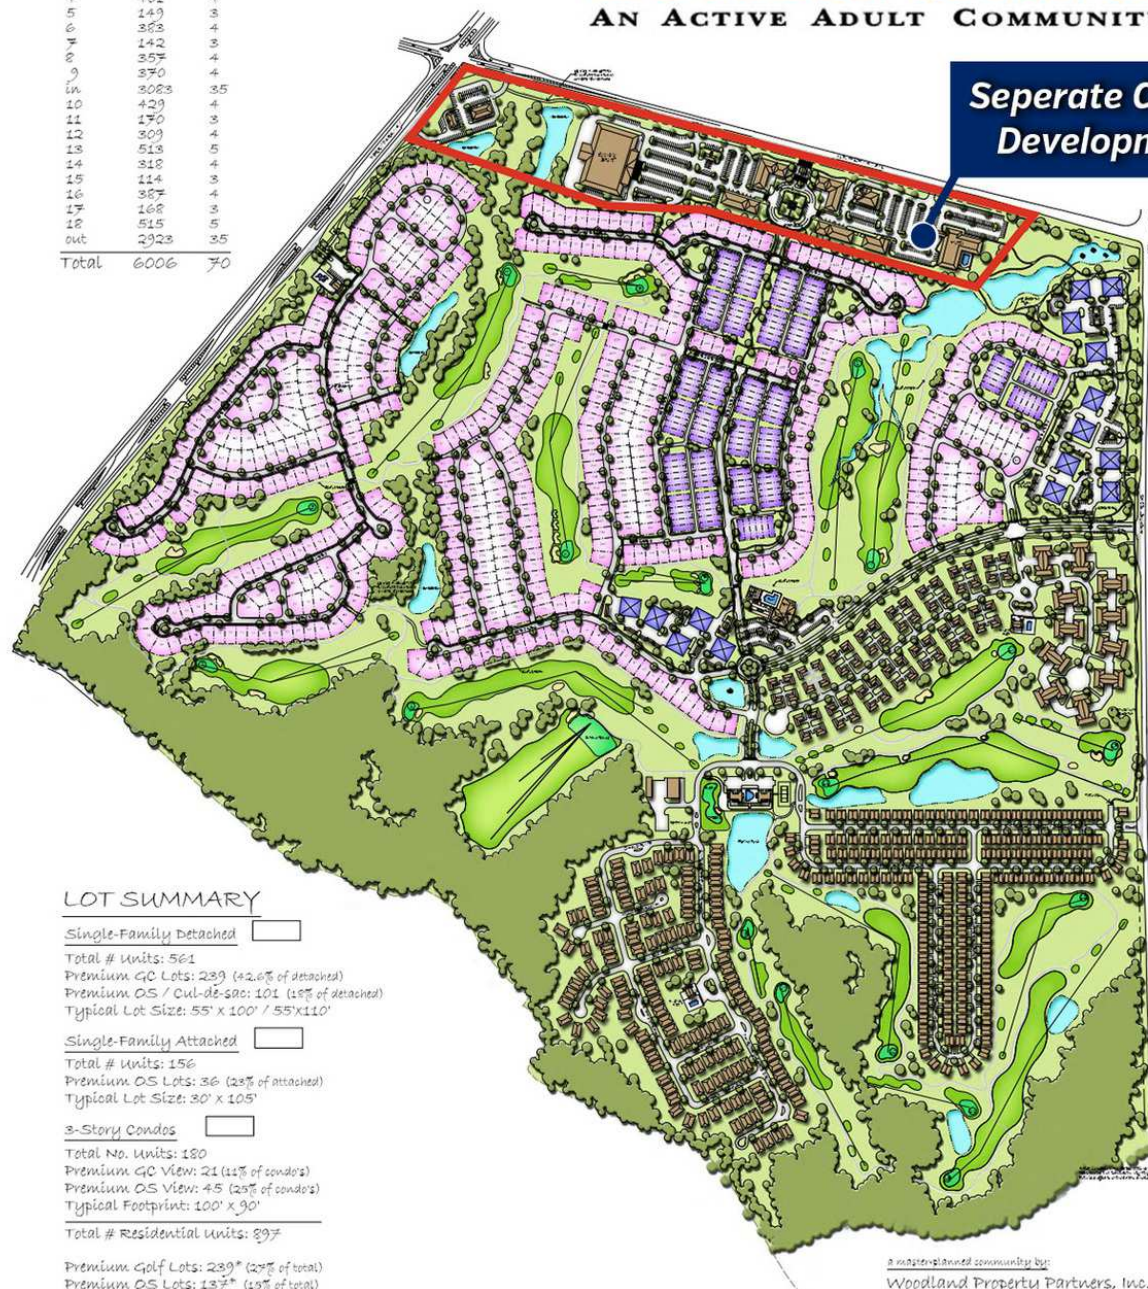 AN ACTIVE ADULT COMMUNIT
5 149 3
6 383 4
7 142 3
8 357 4
9 370 4
in 3083 35
10 429 4
11 170 3
12 309 4
13 513 5
14 318 4
15 114 3
16 387 4
17 168 3
18 515 5
out 2923 35
Total 6006 70
Seperate C
Developm
LOT SUMMARY
Single-Family Detached
Total # Units: 561
Premium GC Lots: 239 (42.6% of detached)
Premium OS / Cul-de-sac: 101 (18% of detached)
Typical Lot Size: 55' x 100' / 55'x110'
Single-Family Attached
Total # Units: 156
Premium OS Lots: 36 (23% of attached)
Typical Lot Size: 30' x 105'
3-Story Condos
Total No. Units: 180
Premium GC View: 21 (11% of condo's)
Premium OS View: 45 (25% of condo's)
Typical Footprint: 100' x 90'
Total # Residential Units: 897
Premium Golf Lots: 239* (27% of total)
Premium OS Lots: 137* (15% of total)
a masterplanned community by:
Woodland Property Partners, Inc.